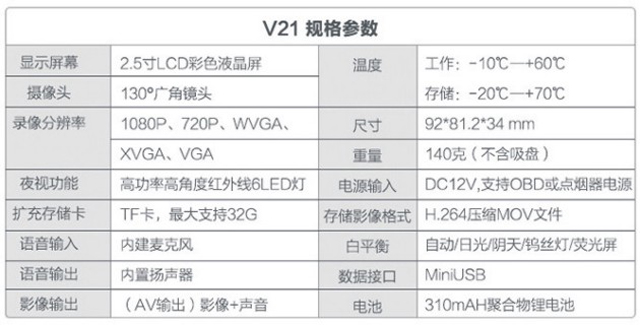 V21 规格参数
显示屏幕 2.5寸LCD彩色液晶屏 温度 工作：-10℃—+60℃
摄像头 130°广角镜头 存储：-20℃—+70℃
录像分辨率 1080P、720P、WVGA、 尺寸 92*81.2*34 mm
XVGA、VGA 重量 140克（不含吸盘）
夜视功能 高功率高角度红外线6LED灯 电源输入 DC12V,支持OBD或点烟器电源
扩充存储卡 TF卡，最大支持32G 存储影像格式 H.264压缩MOV文件
语音输入 内建麦克风 白平衡 自动/日光/阴天/钨丝灯/荧光屏
语音输出 内置扬声器 数据接口 MiniUSB
影像输出 （AV输出）影像+声音 电池 310mAH聚合物锂电池